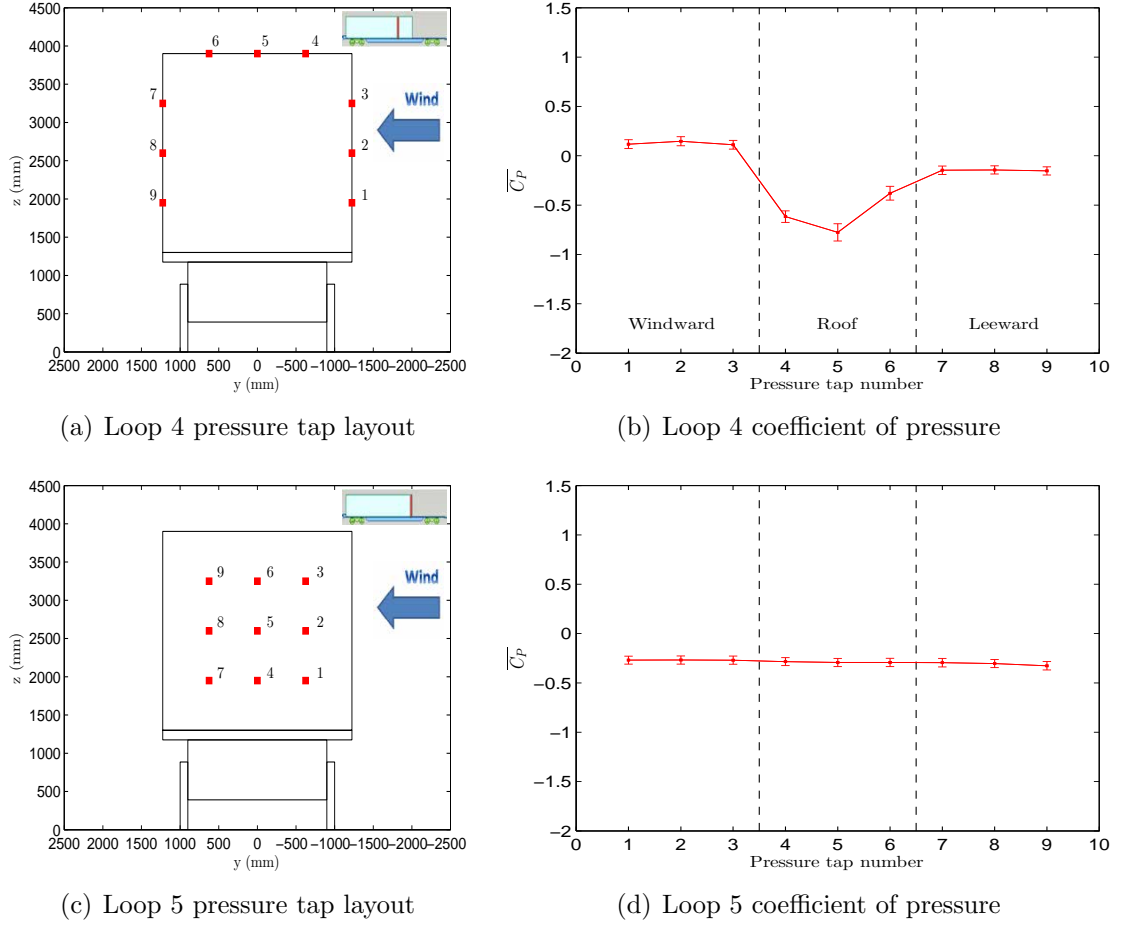 4500
4000
3500
3000
2500
2000
1500
1000
500
0
2500 2000 1500 1000 500 0 −500 −1000 −1500 −2000 −2500
z (mm)
y (mm)
6 5 4
7 3
8 2
9 1
Wind
(a) Loop 4 pressure tap layout
1.5
1
0.5
0
−0.5
−1
−1.5
−2
0 1 2 3 4 5 6 7 8 9 10
C_P
Windward Roof Leeward
Pressure tap number
(b) Loop 4 coefficient of pressure
4500
4000
3500
3000
2500
2000
1500
1000
500
0
2500 2000 1500 1000 500 0 −500 −1000 −1500 −2000 −2500
z (mm)
y (mm)
9 6 3
8 5 2
7 4 1
Wind
(c) Loop 5 pressure tap layout
1.5
1
0.5
0
−0.5
−1
−1.5
−2
0 1 2 3 4 5 6 7 8 9 10
C_P
Pressure tap number
(d) Loop 5 coefficient of pressure